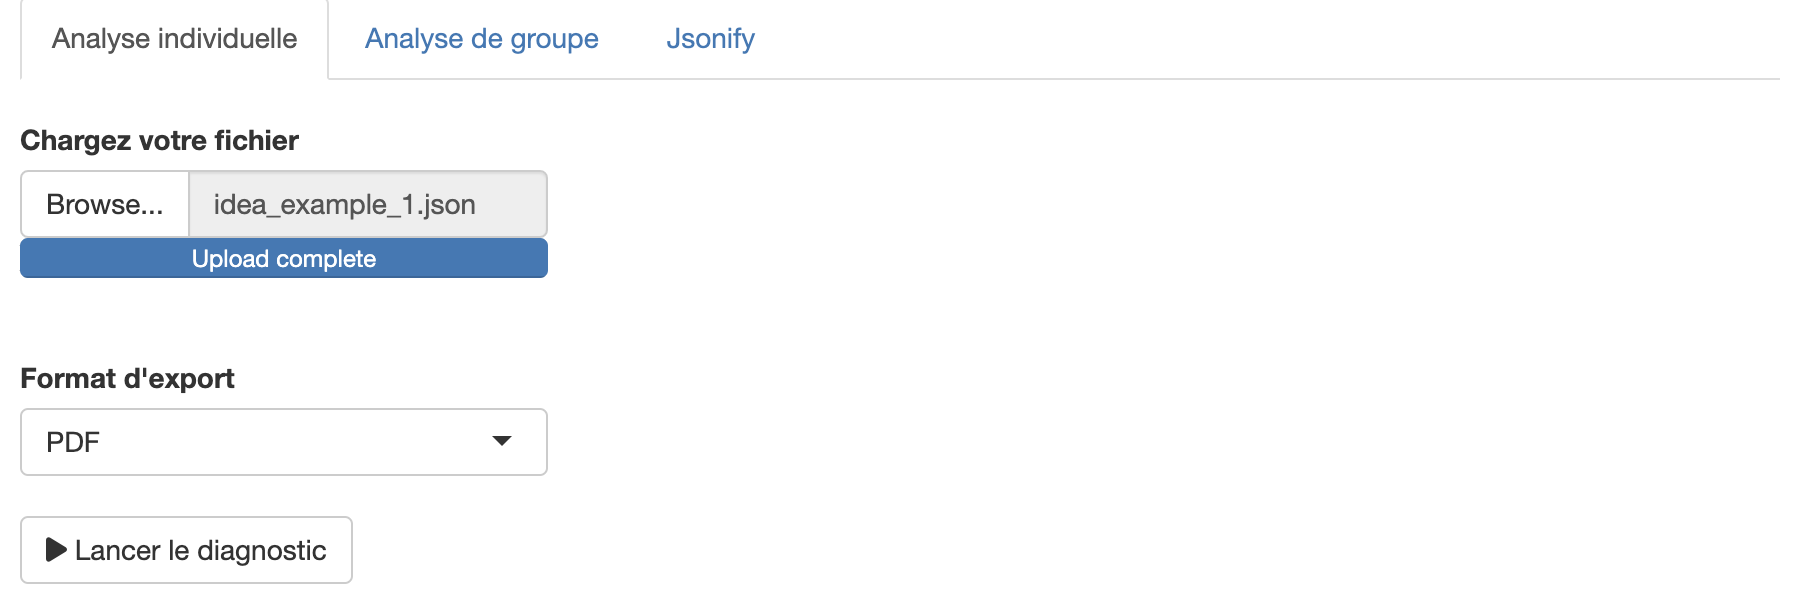 Analyse individuelle Analyse de groupe Jsonify
Chargez votre fichier
Browse... idea_example_1.json
Upload complete
Format d'export
PDF
Lancer le diagnostic